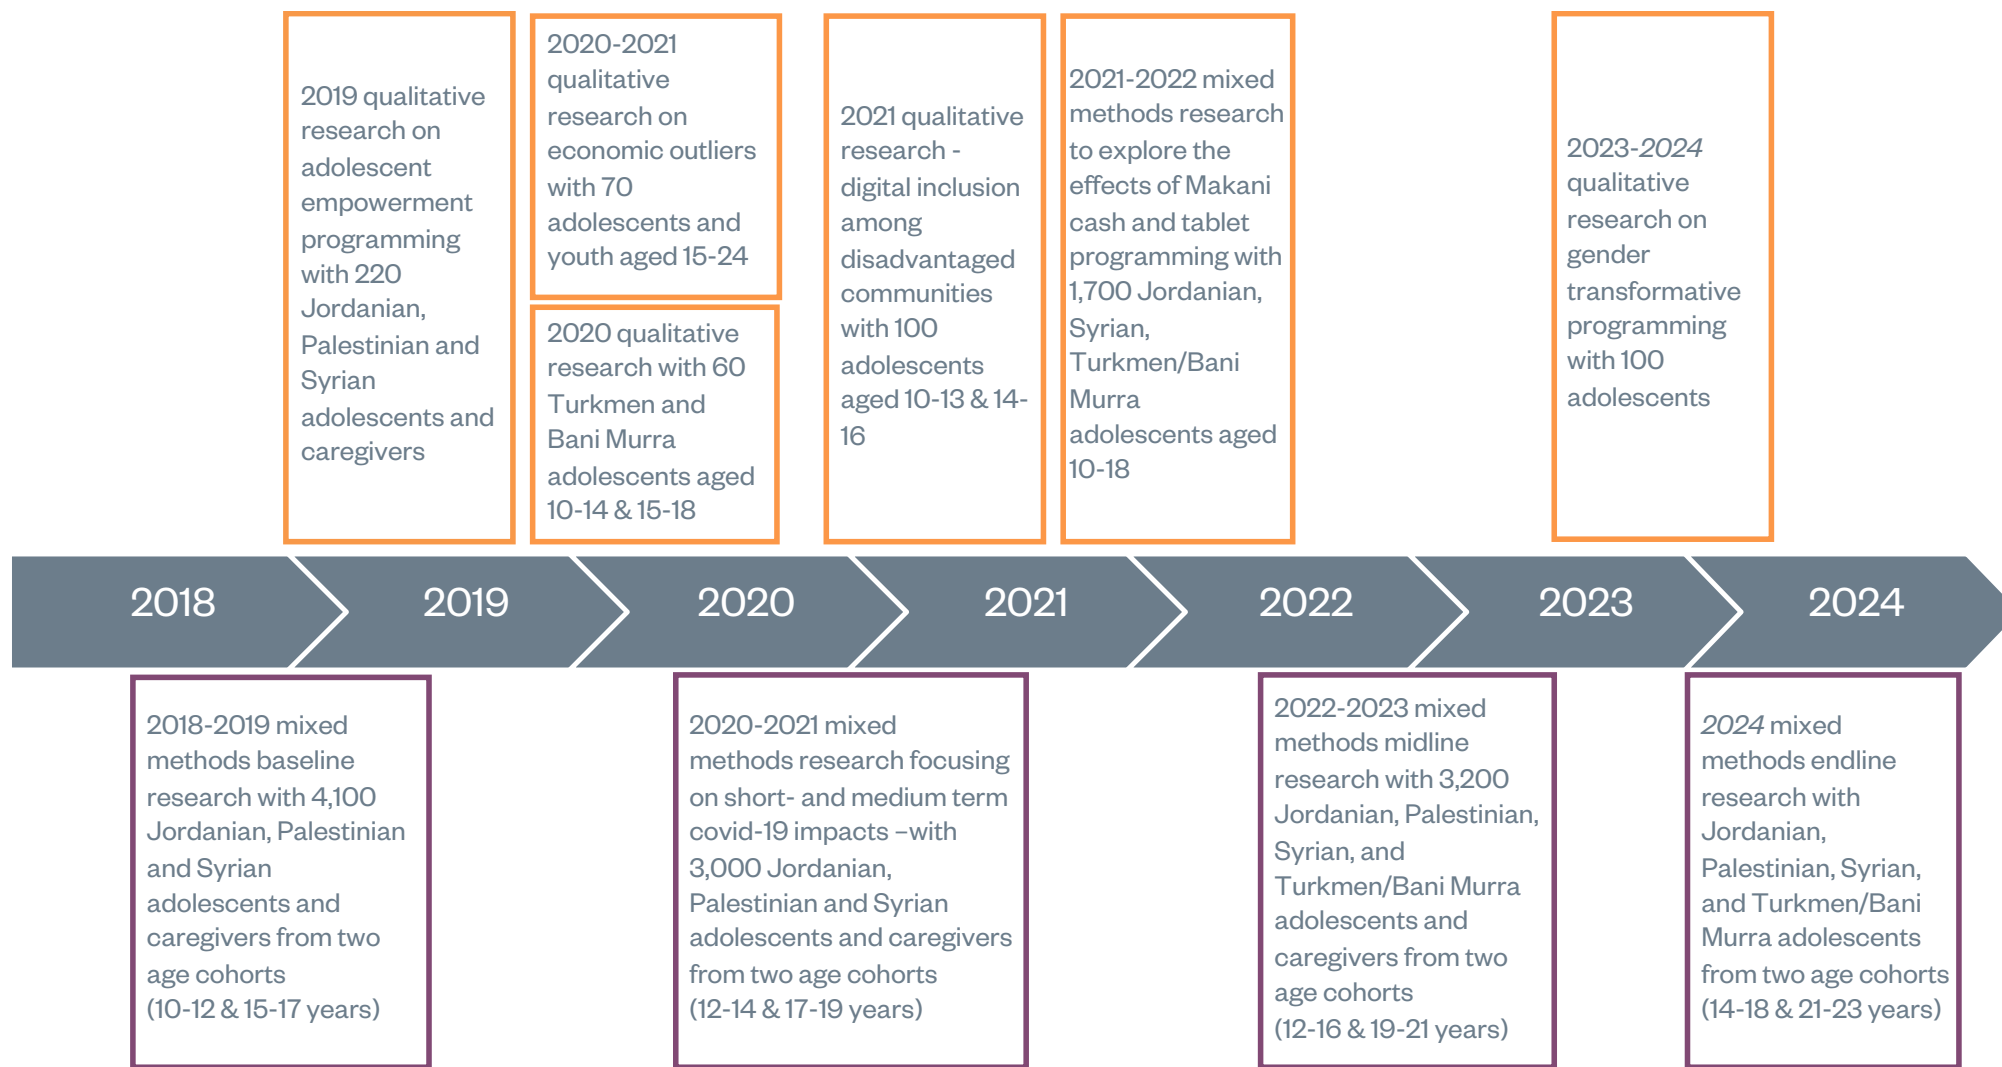 2019 qualitative
research on
adolescent
empowerment
programming
with 220
Jordanian,
Palestinian and
Syrian
adolescents and
caregivers
2020-2021
qualitative
research on
economic outliers
with 70
adolescents and
youth aged 15-24
2020 qualitative
research with 60
Turkmen and
Bani Murra
adolescents aged
10-14 & 15-18
2021 qualitative
research -
digital inclusion
among
disadvantaged
communities
with 100
adolescents
aged 10-13 & 14-
16
2021-2022 mixed
methods research
to explore the
effects of Makani
cash and tablet
programming with
1,700 Jordanian,
Syrian,
Turkmen/Bani
Murra
adolescents aged
10-18
2023-2024
qualitative
research on
gender
transformative
programming
with 100
adolescents
2018
2019
2020
2021
2022
2023
2024
2018-2019 mixed
methods baseline
research with 4,100
Jordanian, Palestinian
and Syrian
adolescents and
caregivers from two
age cohorts
(10-12 & 15-17 years)
2020-2021 mixed
methods research focusing
on short- and medium term
covid-19 impacts –with
3,000 Jordanian,
Palestinian and Syrian
adolescents and caregivers
from two age cohorts
(12-14 & 17-19 years)
2022-2023 mixed
methods midline
research with 3,200
Jordanian, Palestinian,
Syrian, and
Turkmen/Bani Murra
adolescents and
caregivers from two
age cohorts
(12-16 & 19-21 years)
2024 mixed
methods endline
research with
Jordanian,
Palestinian, Syrian,
and Turkmen/Bani
Murra adolescents
from two age cohorts
(14-18 & 21-23 years)